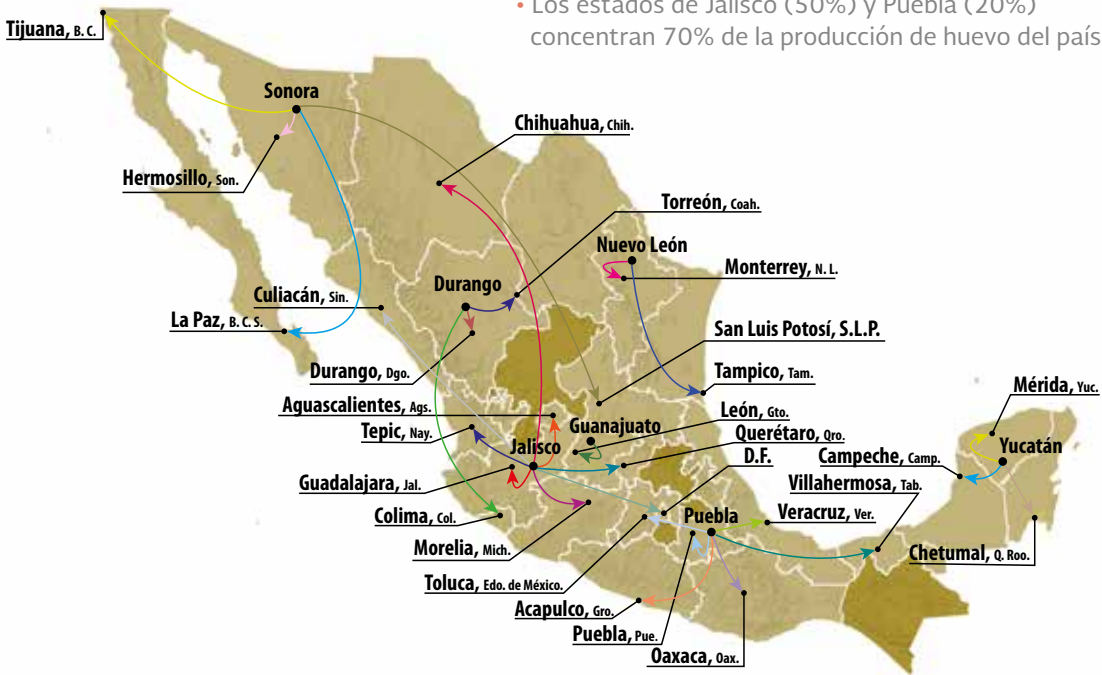 • Los estados de Jalisco (50%) y Puebla (20%)
concentran 70% de la producción de huevo del país
Tijuana, B. C.
Sonora
Chihuahua, Chih.
Hermosillo, Son.
Torreón, Coah.
Nuevo León
Monterrey, N. L.
Durango
Culiacán, Sin.
La Paz, B. C. S.
San Luis Potosí, S.L.P.
Durango, Dgo.
Tampico, Tam.
Mérida, Yuc.
Aguascalientes, Ags.
León, Gto.
Guanajuato
Tepic, Nay.
Querétaro, Qro.
Jalisco
D.F.
Campeche, Camp.
Yucatán
Guadalajara, Jal.
Villahermosa, Tab.
Colima, Col.
Puebla
Veracruz, Ver.
Morelia, Mich.
Chetumal, Q. Roo.
Toluca, Edo. de México.
Acapulco, Gro.
Puebla, Pue.
Oaxaca, Oax.